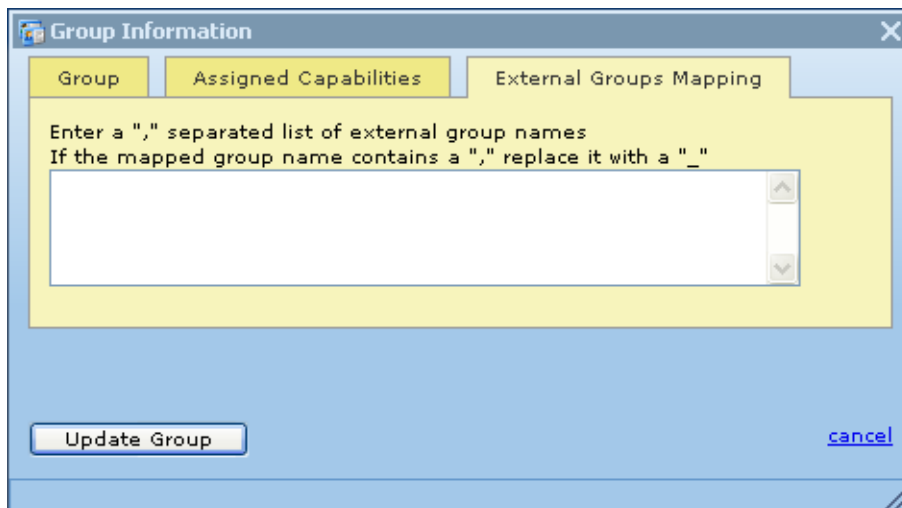 Group Information
Group
Assigned Capabilities
External Groups Mapping
Enter a "," separated list of external group names
If the mapped group name contains a "," replace it with a "_"
Update Group
cancel